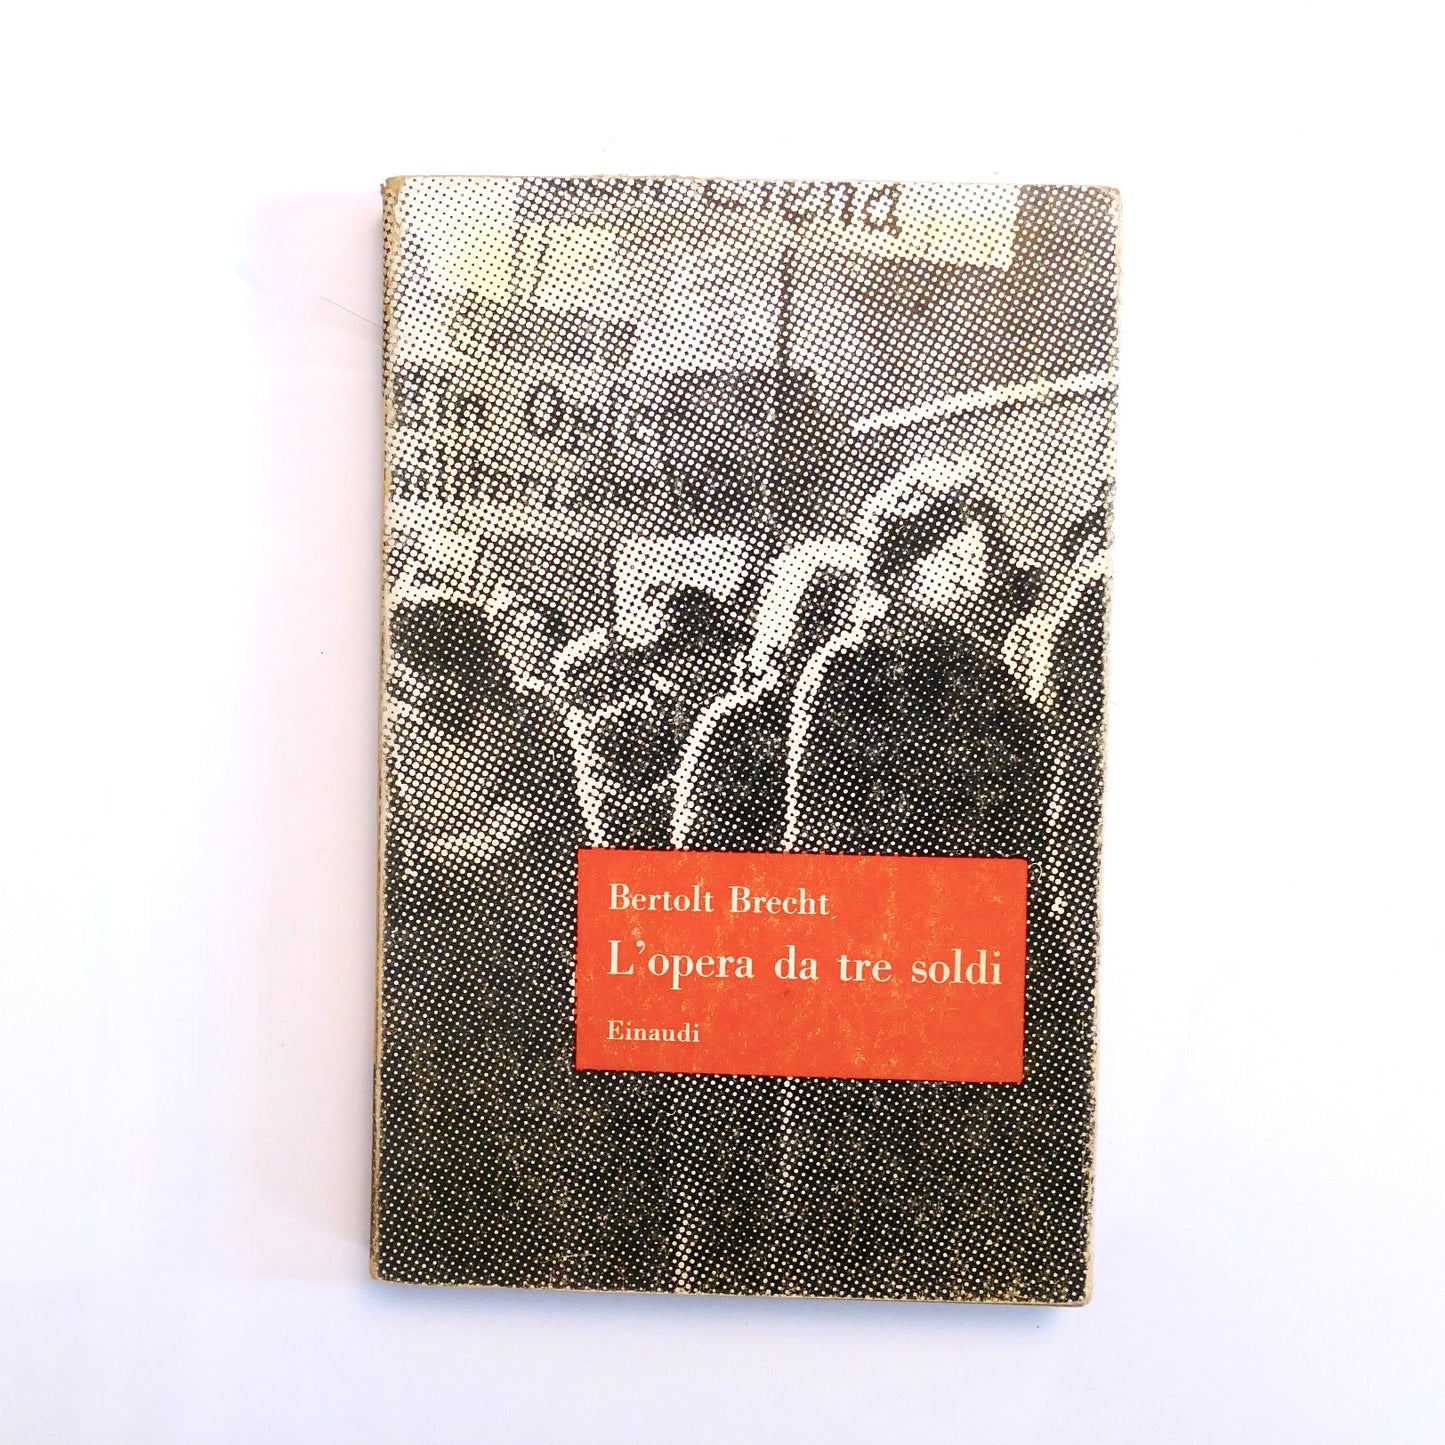 Bertolt Brecht
L'opera da tre soldi
Einaudi